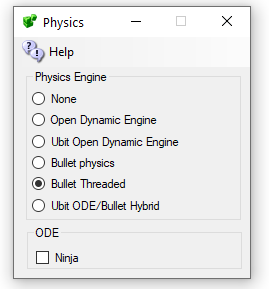 Physics
Help
Physics Engine
None
Open Dynamic Engine
Ubit Open Dynamic Engine
Bullet physics
Bullet Threaded
Ubit ODE/Bullet Hybrid
ODE
Ninja